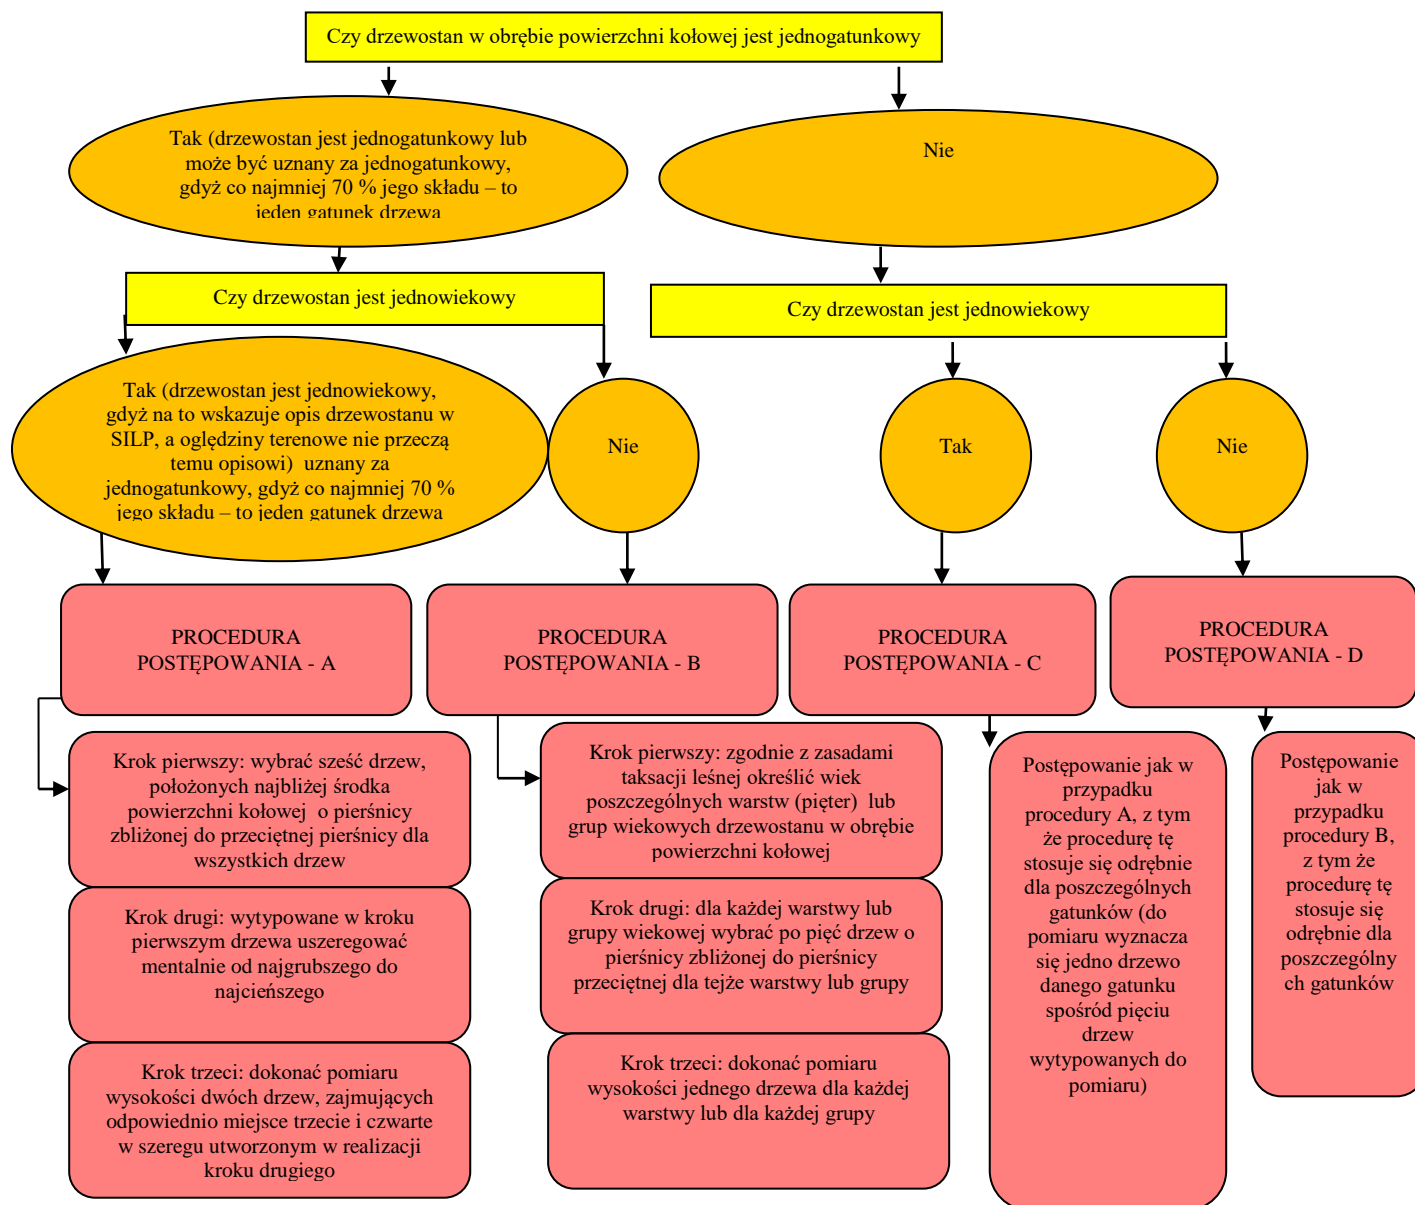 Czy drzewostan w obrębie powierzchni kołowej jest jednogatunkowy
Tak (drzewostan jest jednogatunkowy lub
może być uznany za jednogatunkowy,
gdyż co najmniej 70 % jego składu – to
jeden gatunek drzewa
Nie
Czy drzewostan jest jednowiekowy
Czy drzewostan jest jednowiekowy
Tak (drzewostan jest jednowiekowy,
gdyż na to wskazuje opis drzewostanu w
SILP, a oględziny terenowe nie przeczą
temu opisowi)  uznany za
jednogatunkowy, gdyż co najmniej 70 %
jego składu – to jeden gatunek drzewa
Nie
Tak
Nie
PROCEDURA
POSTĘPOWANIA - A
PROCEDURA
POSTĘPOWANIA - B
PROCEDURA
POSTĘPOWANIA - C
PROCEDURA
POSTĘPOWANIA - D
Krok pierwszy: wybrać sześć drzew,
położonych najbliżej środka
powierzchni kołowej  o pierśnicy
zbliżonej do przeciętnej pierśnicy dla
wszystkich drzew
Krok drugi: wytypowane w kroku
pierwszym drzewa uszeregować
mentalnie od najgrubszego do
najcieńszego
Krok trzeci: dokonać pomiaru
wysokości dwóch drzew, zajmujących
odpowiednio miejsce trzecie i czwarte
w szeregu utworzonym w realizacji
kroku drugiego
Krok pierwszy: zgodnie z zasadami
taksacji leśnej określić wiek
poszczególnych warstw (pięter)  lub
grup wiekowych drzewostanu w obrębie
powierzchni kołowej
Krok drugi: dla każdej warstwy lub
grupy wiekowej wybrać po pięć drzew o
pierśnicy zbliżonej do pierśnicy
przeciętnej dla tejże warstwy lub grupy
Krok trzeci: dokonać pomiaru
wysokości jednego drzewa dla każdej
warstwy lub dla każdej grupy
Postępowanie jak w
przypadku
procedury A, z tym
że procedurę tę
stosuje się odrębnie
dla poszczególnych
gatunków (do
pomiaru wyznacza
się jedno drzewo
danego gatunku
spośród pięciu
drzew
wytypowanych do
pomiaru)
Postępowanie
jak w
przypadku
procedury B,
z tym że
procedurę tę
stosuje się
odrębnie dla
poszczególny
ch gatunków